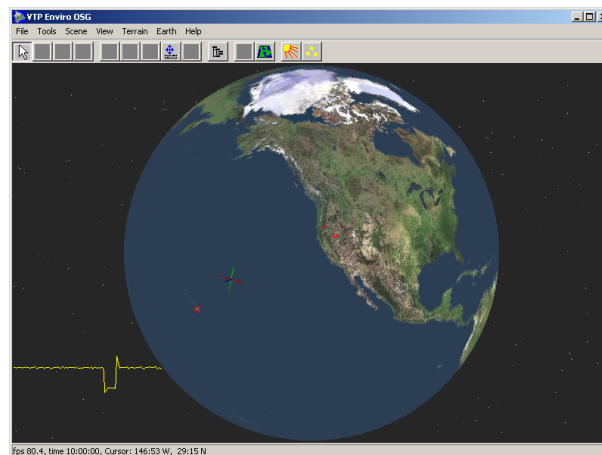 VTP Enviro OSG
File Tools Scene View Terrain Earth Help
fps 80.4, time 10:00:00, Cursor: 146:53 W, 29:15 N